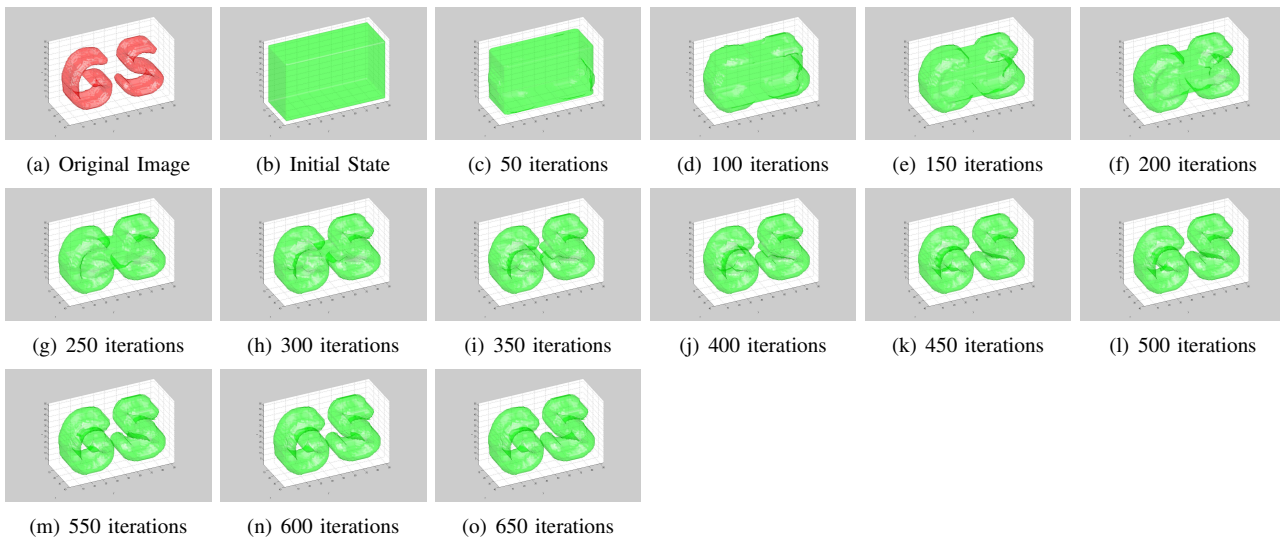 GS
(a) Original Image
(b) Initial State
(c) 50 iterations
(d) 100 iterations
(e) 150 iterations
(f) 200 iterations
(g) 250 iterations
(h) 300 iterations
(i) 350 iterations
(j) 400 iterations
(k) 450 iterations
(l) 500 iterations
(m) 550 iterations
(n) 600 iterations
(o) 650 iterations